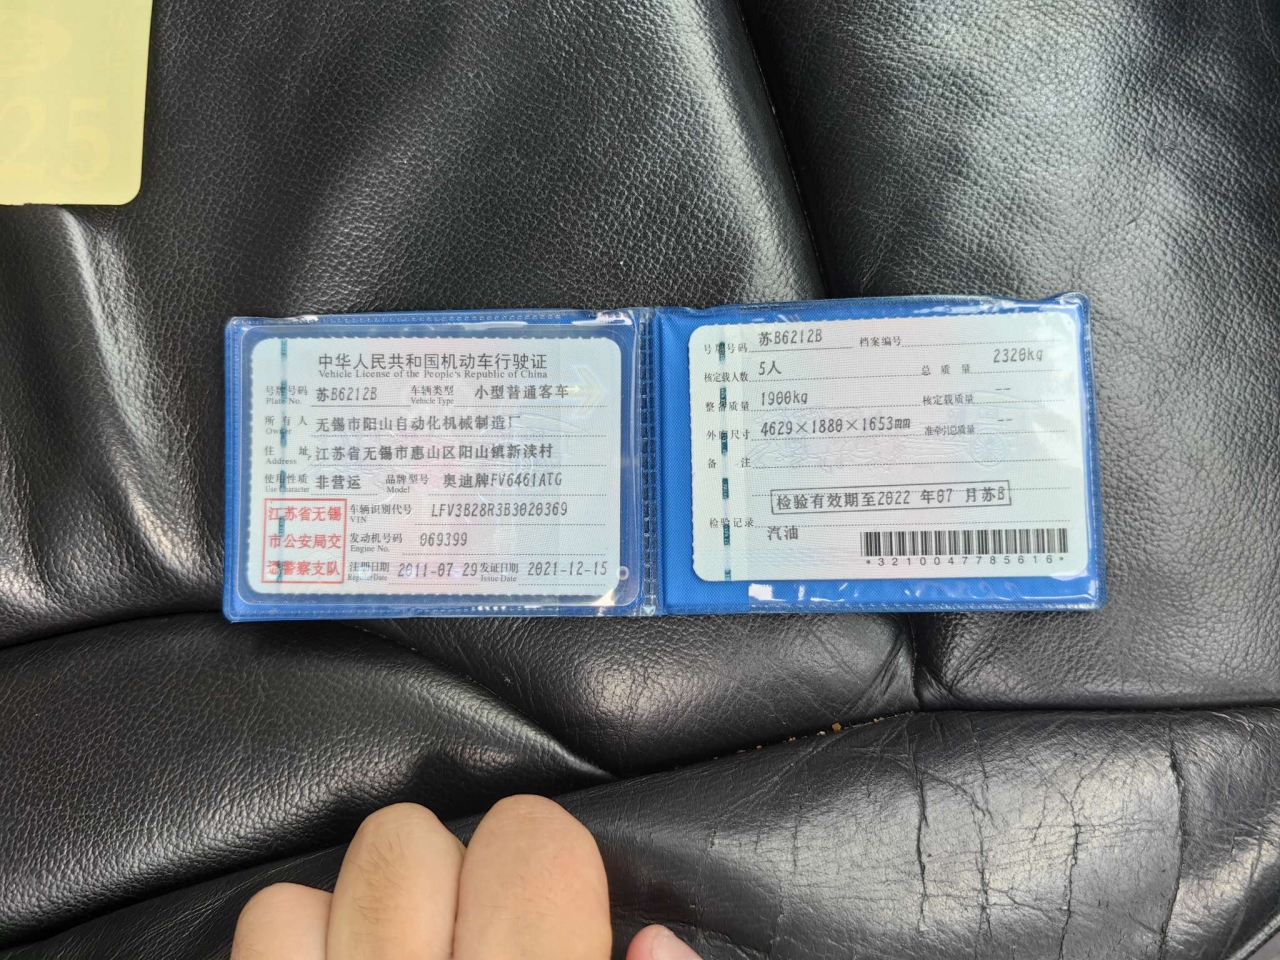 25
中华人民共和国机动车行驶证
Vehicle License of the People's Republic of China
号牌号码 苏B6212B 车辆类型 小型普通客车
Plate No. Vehicle Type
所有人 无锡市阳山自动化机械制造厂
Owner
住址 江苏省无锡市惠山区阳山镇新渎村
Address
使用性质 非营运 品牌型号 奥迪牌FV6461ATG
Use Character Model
江苏省无锡
市公安局交
通警察支队
车辆识别代号 LFV3B28R3B3020369
VIN
发动机号码 069399
Engine No.
注册日期 2011-07-29 发证日期 2021-12-15
Register Date Issue Date
号牌号码 苏B6212B 档案编号
核定载人数 5人 总质量 2320kg
整备质量 1900kg 核定载质量 --
外廓尺寸 4629×1880×1653mm 准牵引总质量 --
备注
检验有效期至2022年07月苏B
检验记录
汽油
*3210047785616*